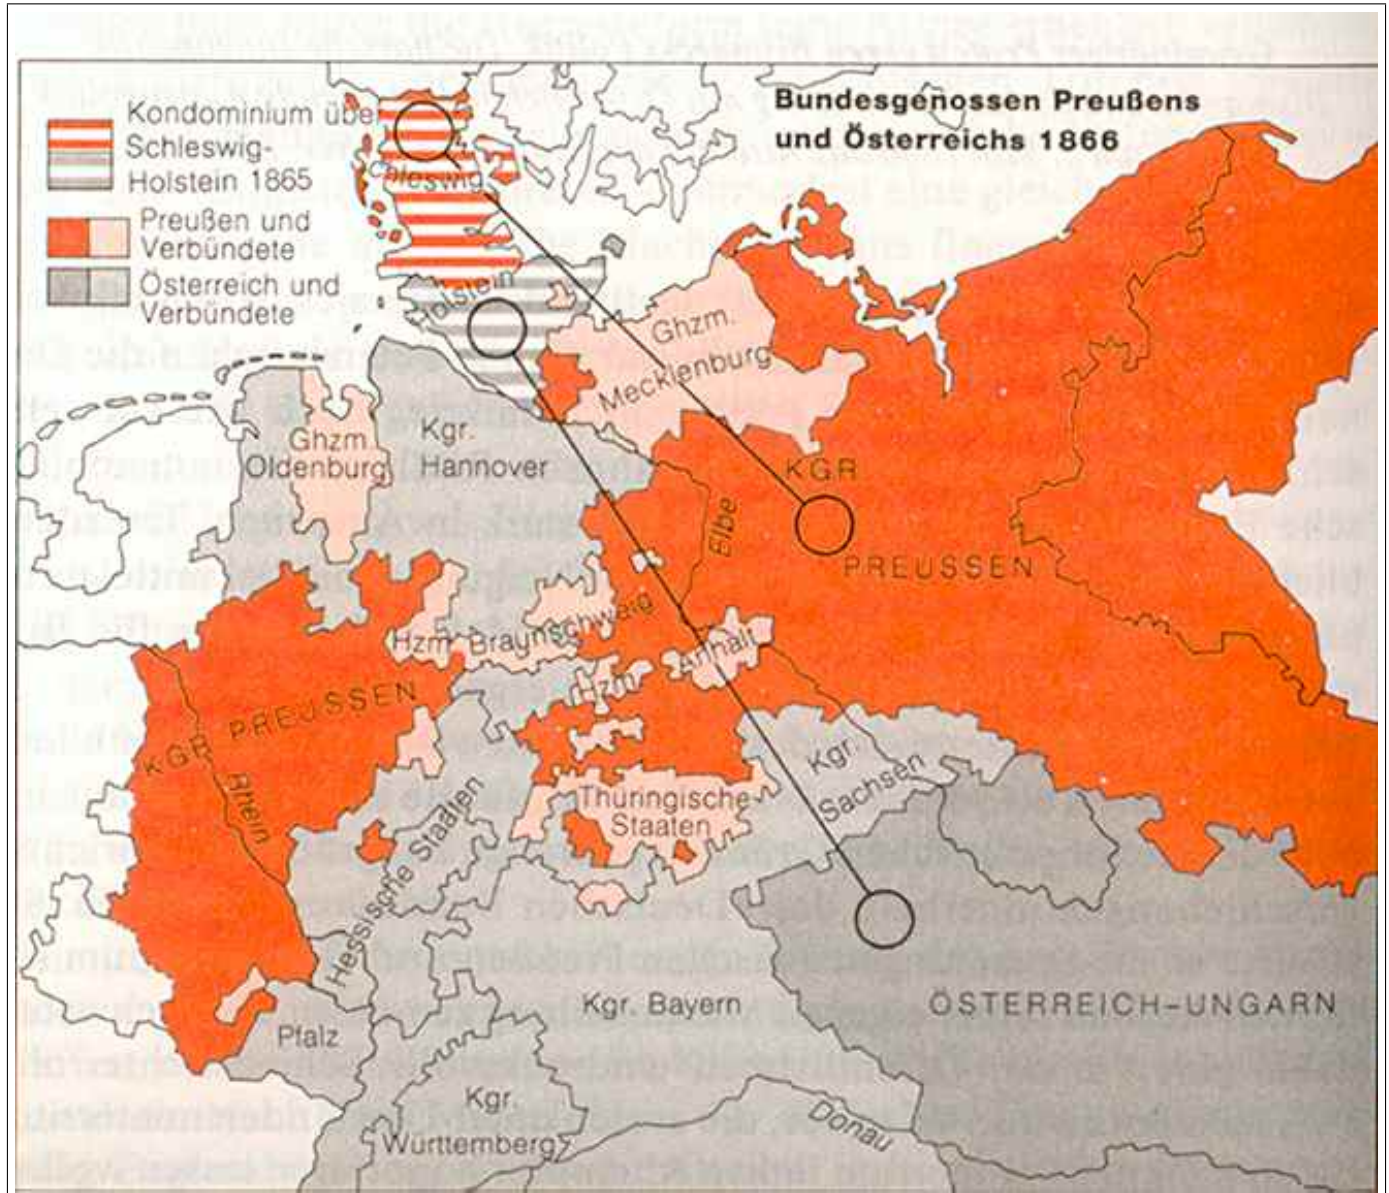 Bundesgenossen Preußens
und Österreichs 1866
Kondominium übe
Schleswig-
Holstein 1865
Preußen und
Verbündete
Österreich und
Verbündete
Schleswig
Holstein
Ghzm.
Mecklenburg
Ghzm.
Oldenburg
Kgr.
Hannover
KGR
PREUSSEN
Elbe
Hzm. Braunschweig
Anhalt
Hzm.
KGR PREUSSEN
Rhein
Kgr.
Sachsen
Thüringische
Staaten
Hessische Staaten
Kgr. Bayern
ÖSTERREICH-UNGARN
Pfalz
Kgr.
Württemberg
Donau